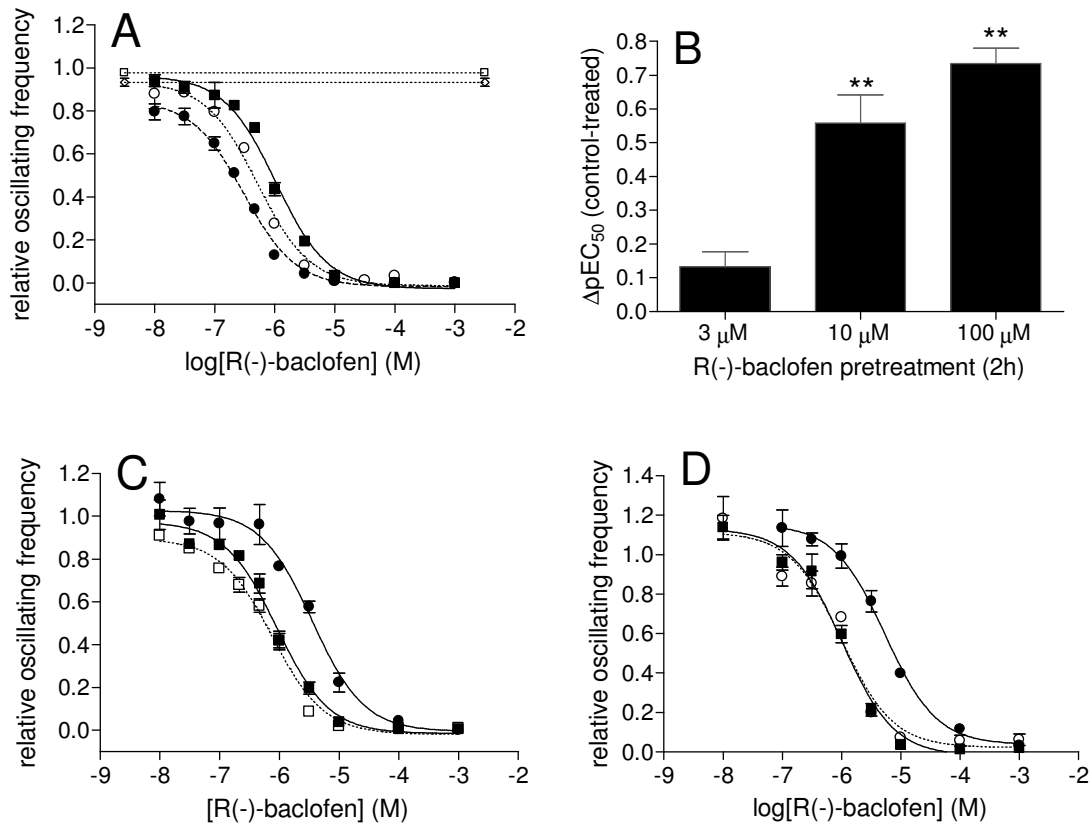 A
relative oscillating frequency
1.2
1.0
0.8
0.6
0.4
0.2
0.0
-9 -8 -7 -6 -5 -4 -3 -2
log[R(-)-baclofen] (M)
B
ΔpEC50 (control-treated)
0.8
0.7
0.6
0.5
0.4
0.3
0.2
0.1
0.0
** **
3 μM 10 μM 100 μM
R(-)-baclofen pretreatment (2h)
C
relative oscillating frequency
1.2
1.0
0.8
0.6
0.4
0.2
0.0
-9 -8 -7 -6 -5 -4 -3 -2
[R(-)-baclofen] (M)
D
relative oscillating frequency
1.4
1.2
1.0
0.8
0.6
0.4
0.2
0.0
-9 -8 -7 -6 -5 -4 -3 -2
log[R(-)-baclofen] (M)